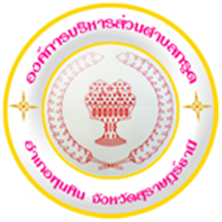 องค์การบริหารส่วนตำบลกรูด
อำเภอพุนพิน จังหวัดสุราษฎร์ธานี